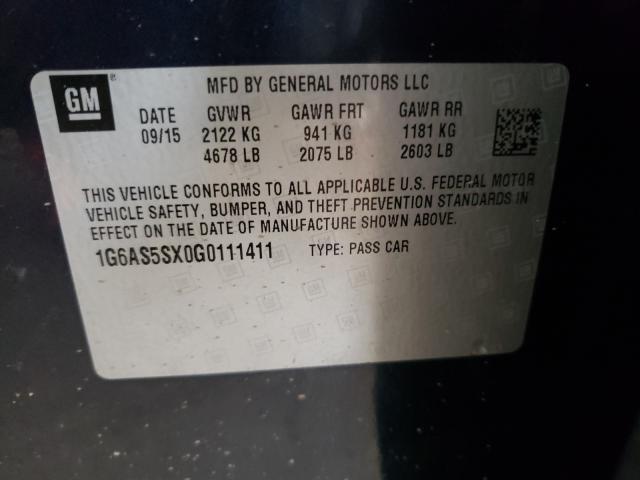 GM ®
MFD BY GENERAL MOTORS LLC
DATE GVWR GAWR FRT GAWR RR
09/15 2122 KG 941 KG 1181 KG
4678 LB 2075 LB 2603 LB
THIS VEHICLE CONFORMS TO ALL APPLICABLE U.S. FEDERAL MOTOR
VEHICLE SAFETY, BUMPER, AND THEFT PREVENTION STANDARDS IN
EFFECT ON THE DATE OF MANUFACTURE SHOWN ABOVE.
1G6AS5SX0G0111411 TYPE: PASS CAR